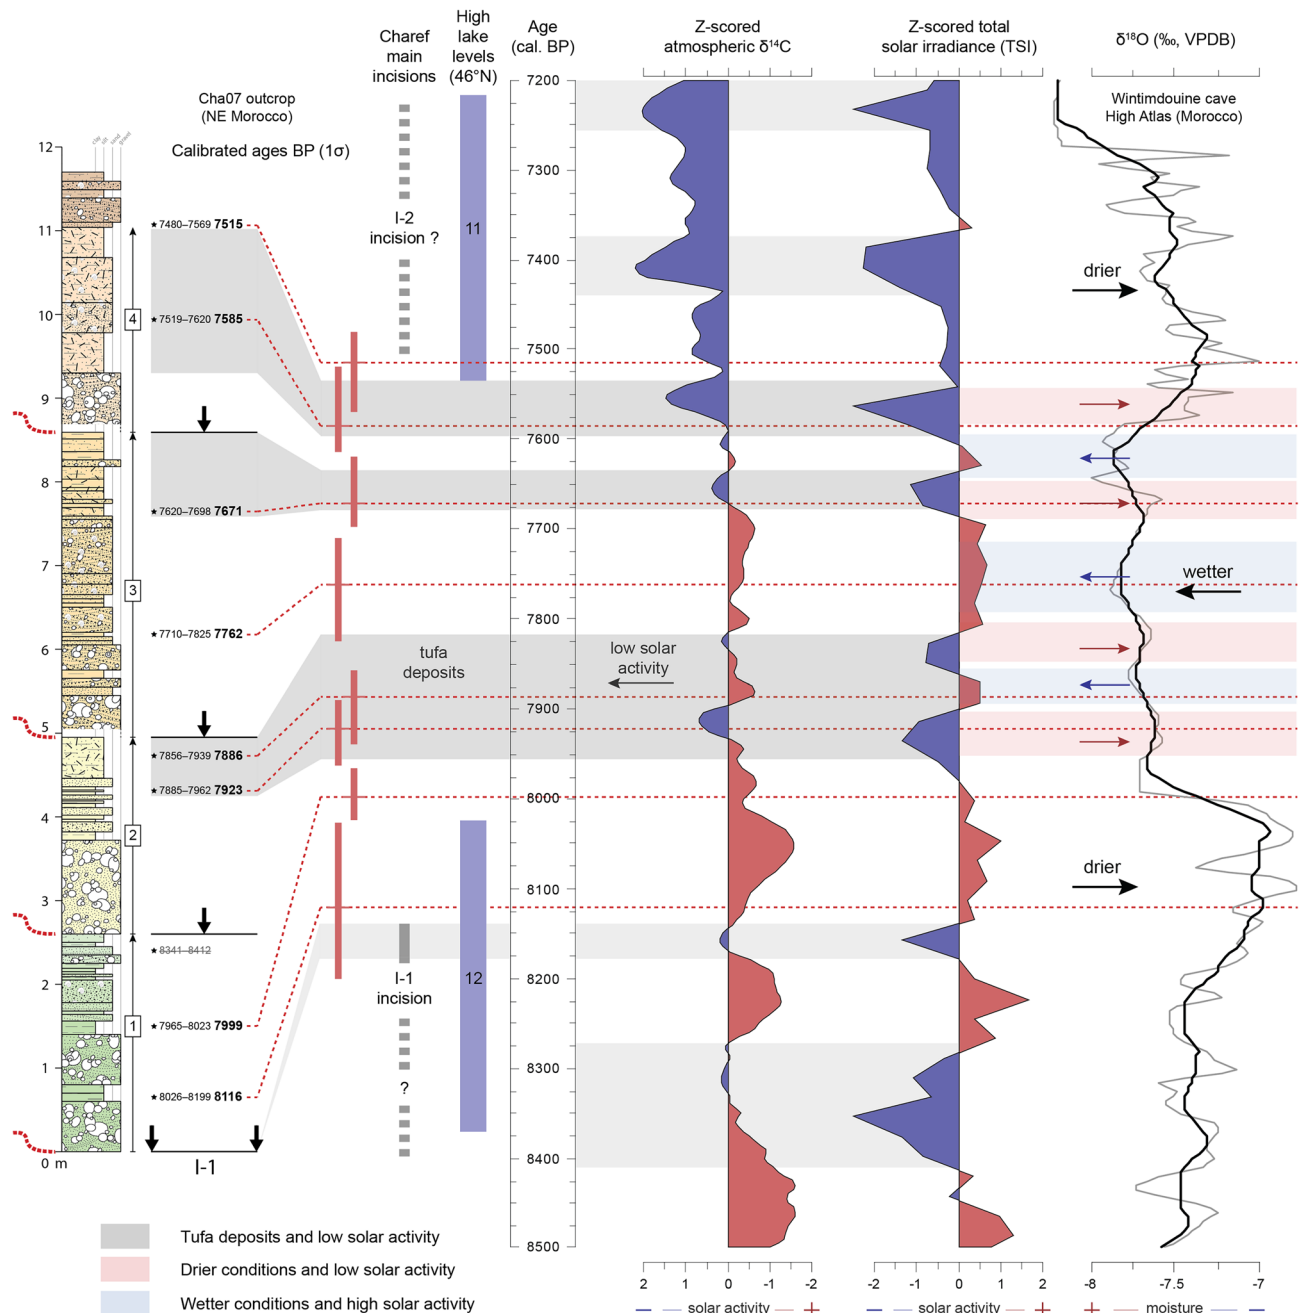 Charef
main
incisions
High
lake
levels
(46°N)
Age
(cal. BP)
Z-scored
atmospheric δ¹⁴C
Z-scored total
solar irradiance (TSI)
δ¹⁸O (‰, VPDB)
Cha07 outcrop
(NE Morocco)
Calibrated ages BP (1σ)
Wintimdouine cave
High Atlas (Morocco)
clay silt sand gravel
12
11
10
9
8
7
6
5
4
3
2
1
0 m
4
3
2
1
7480–7569 7515
7519–7620 7585
7620–7698 7671
7710–7825 7762
7856–7939 7886
7885–7962 7923
8341–8412
7965–8023 7999
8026–8199 8116
I-1
I-2
incision ?
I-1
incision
?
11
12
tufa
deposits
low solar
activity
7200
7300
7400
7500
7600
7700
7800
7900
8000
8100
8200
8300
8400
8500
drier
wetter
drier
2 1 0 -1 -2
-2 -1 0 1 2
-8 -7.5 -7
− solar activity +
− solar activity +
+ moisture −
Tufa deposits and low solar activity
Drier conditions and low solar activity
Wetter conditions and high solar activity